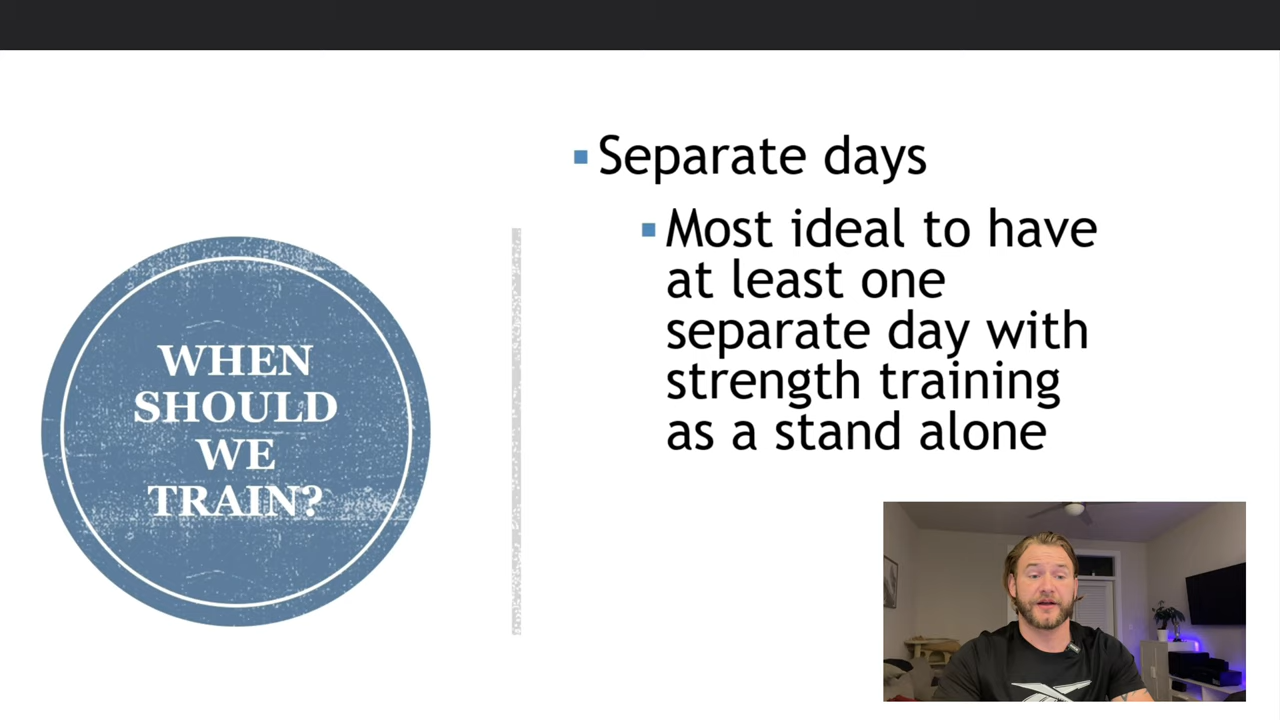 WHEN
SHOULD
WE
TRAIN?
Separate days
Most ideal to have
at least one
separate day with
strength training
as a stand alone